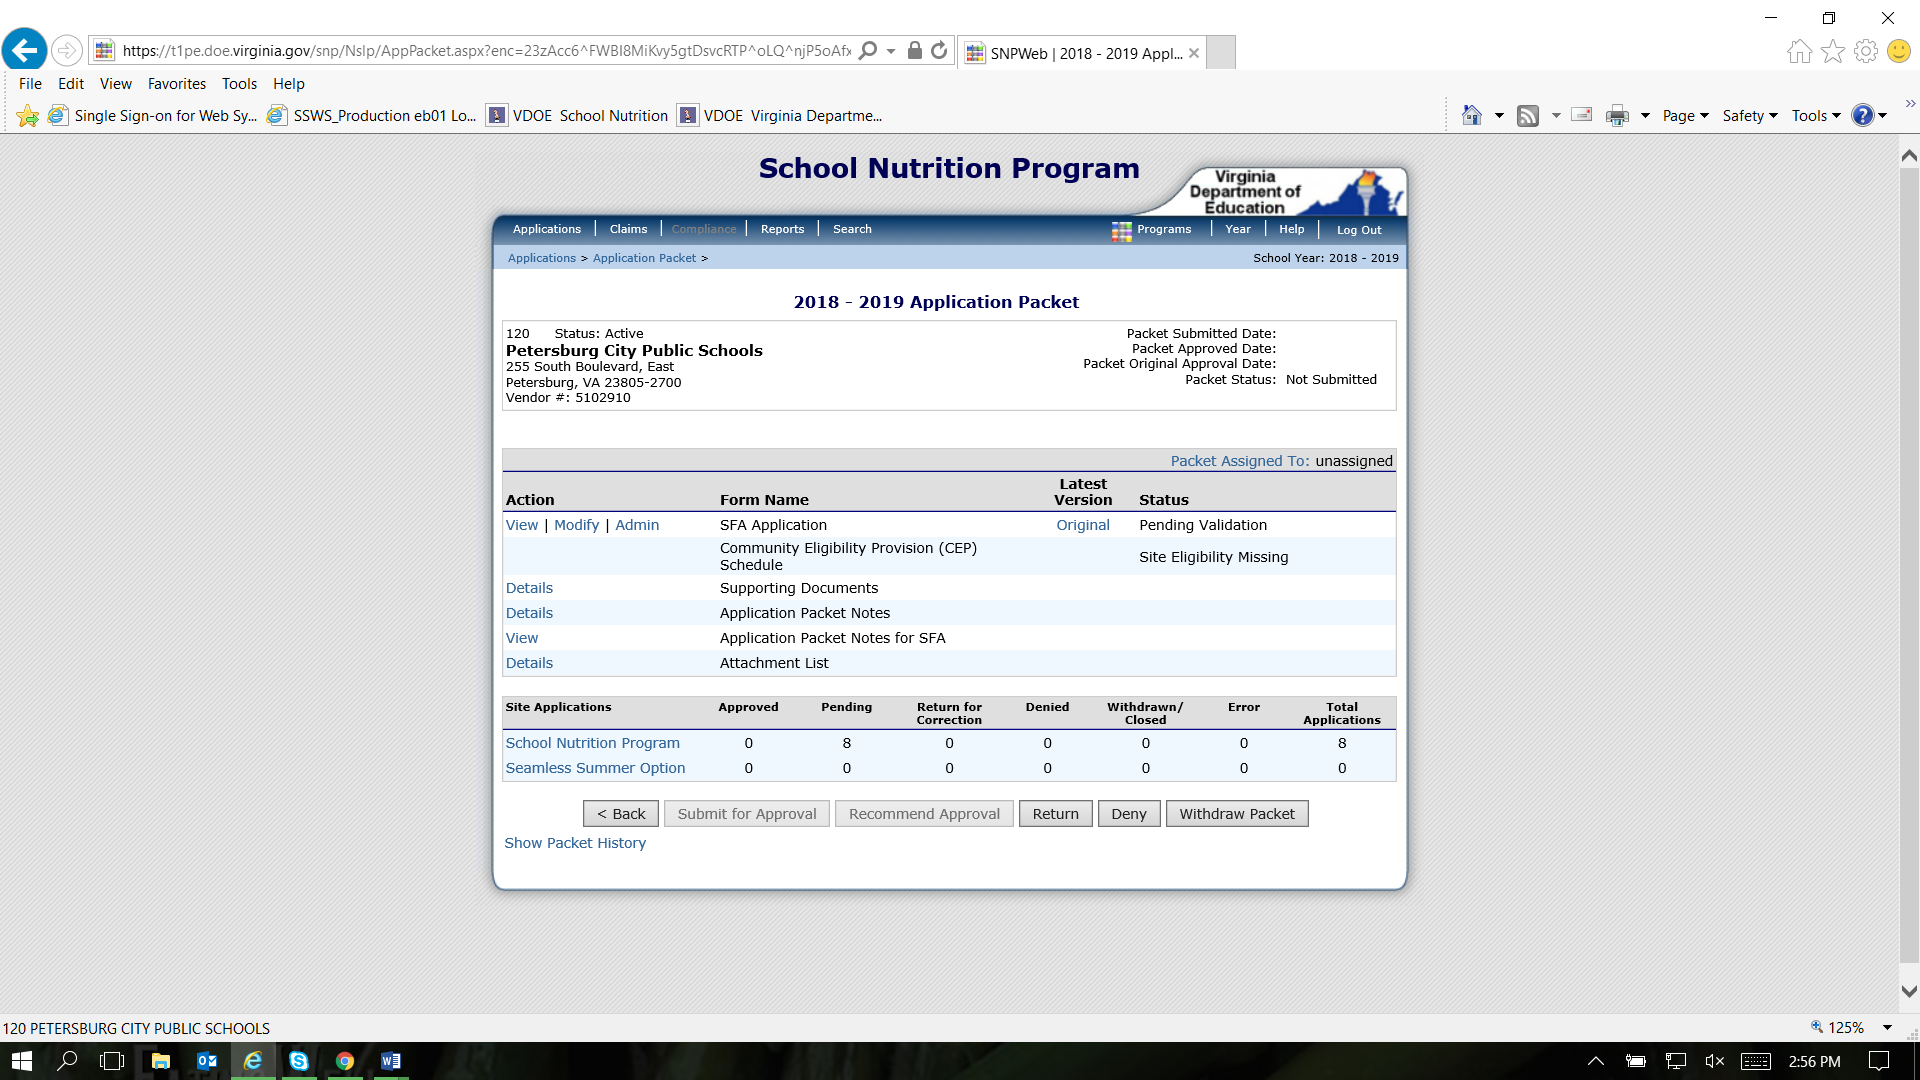 https://t1pe.doe.virginia.gov/snp/Nslp/AppPacket.aspx?enc=23zAcc6^FWBI8MiKvy5gtDsvcRTP^oLQ^njP5oAfx
SNPWeb | 2018 - 2019 Appl...
File Edit View Favorites Tools Help
Single Sign-on for Web Sy... SSWS_Production eb01 Lo... VDOE School Nutrition VDOE Virginia Departme...
Page Safety Tools
School Nutrition Program
Virginia
Department of
Education
Applications Claims Compliance Reports Search Programs Year Help Log Out
Applications > Application Packet > School Year: 2018 - 2019
2018 - 2019 Application Packet
120 Status: Active
Petersburg City Public Schools
255 South Boulevard, East
Petersburg, VA 23805-2700
Vendor #: 5102910
Packet Submitted Date:
Packet Approved Date:
Packet Original Approval Date:
Packet Status: Not Submitted
Packet Assigned To: unassigned
Action Form Name Latest Version Status
View | Modify | Admin SFA Application Original Pending Validation
Community Eligibility Provision (CEP)
Schedule Site Eligibility Missing
Details Supporting Documents
Details Application Packet Notes
View Application Packet Notes for SFA
Details Attachment List
Site Applications Approved Pending Return for Correction Denied Withdrawn/ Closed Error Total Applications
School Nutrition Program 0 8 0 0 0 0 8
Seamless Summer Option 0 0 0 0 0 0 0
< Back Submit for Approval Recommend Approval Return Deny Withdraw Packet
Show Packet History
120 PETERSBURG CITY PUBLIC SCHOOLS
125%
2:56 PM